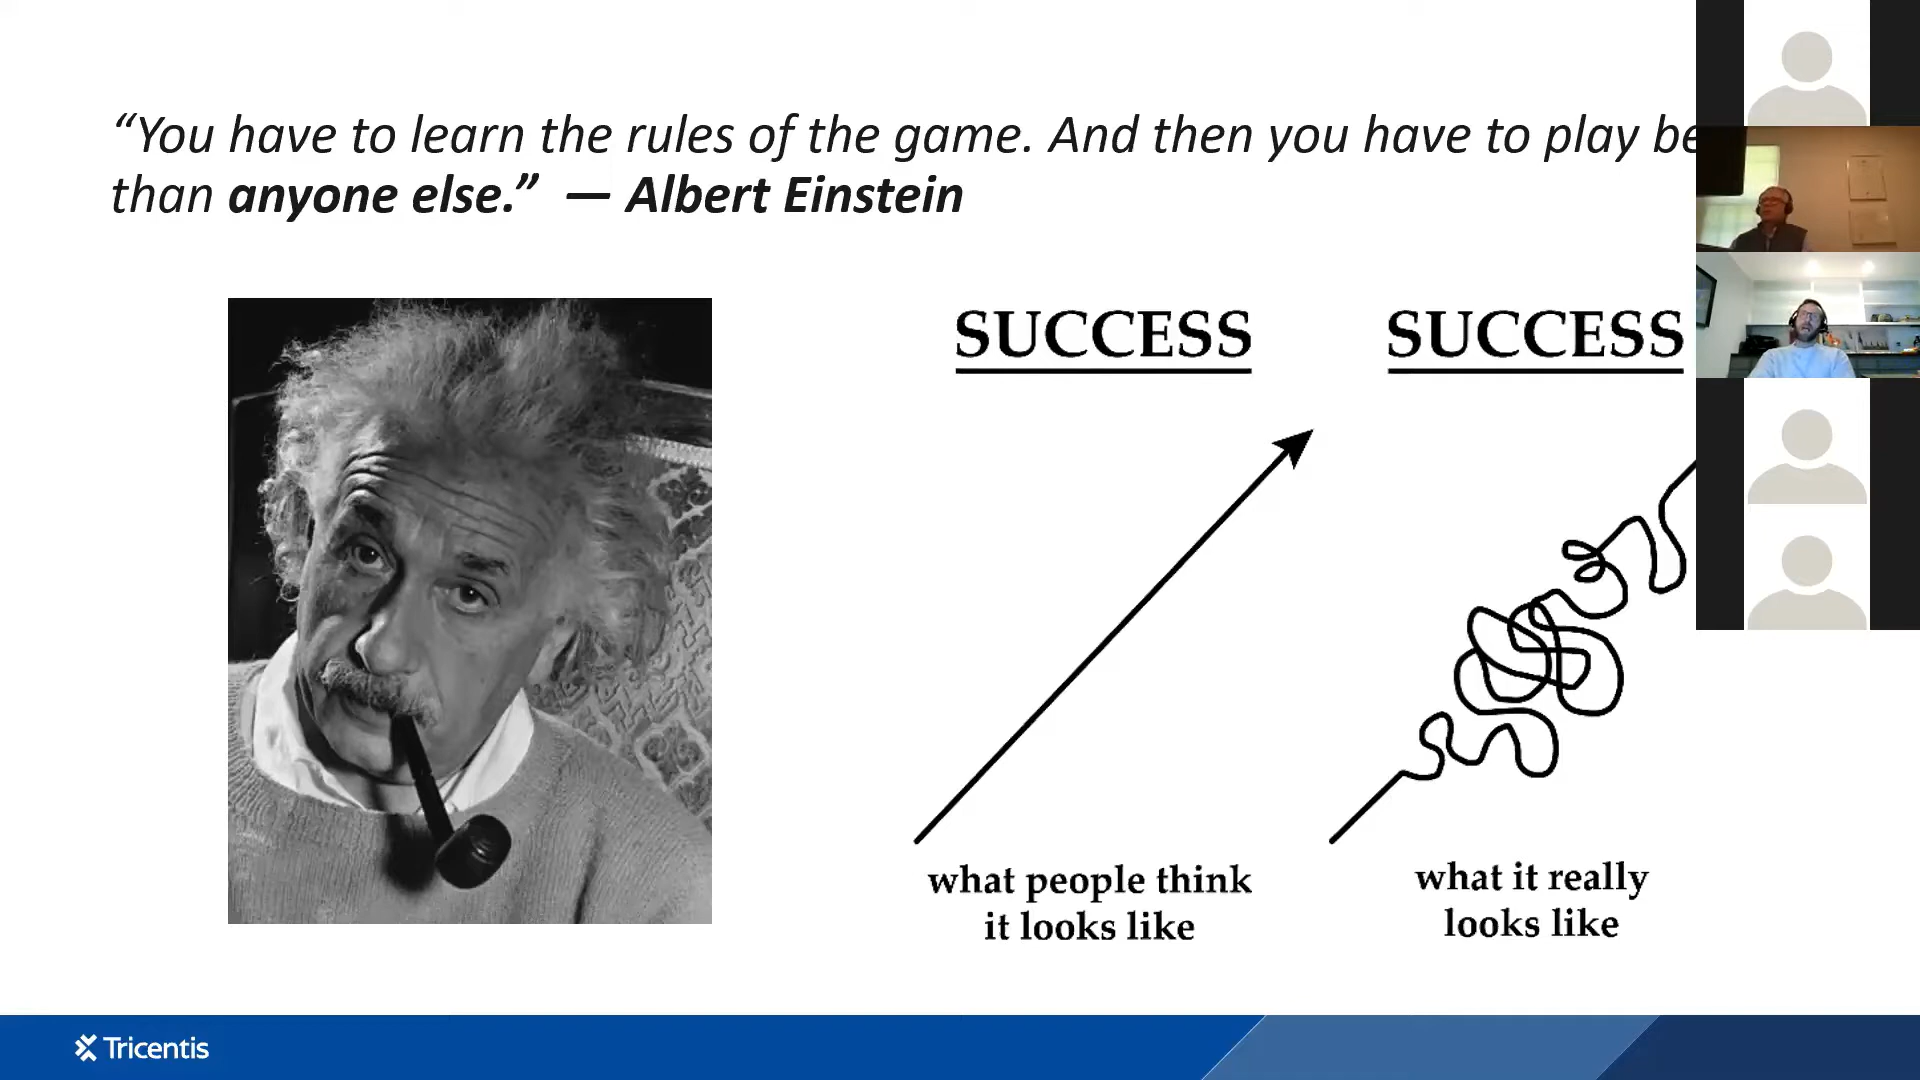 “You have to learn the rules of the game. And then you have to play be
than anyone else.” — Albert Einstein
SUCCESS
what people think
it looks like
SUCCESS
what it really
looks like
Tricentis